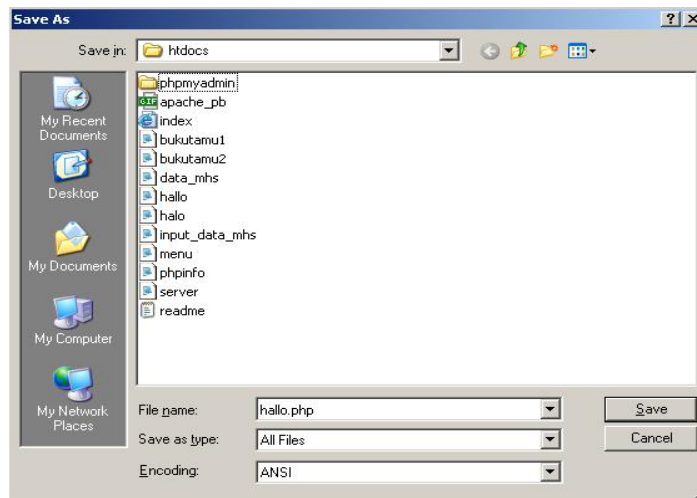 Save As
Save in: htdocs
My Recent
Documents
Desktop
My Documents
My Computer
My Network
Places
phpmyadmin
GIF apache_pb
index
bukutamu1
bukutamu2
data_mhs
hallo
halo
input_data_mhs
menu
phpinfo
server
readme
File name: hallo.php Save
Save as type: All Files Cancel
Encoding: ANSI